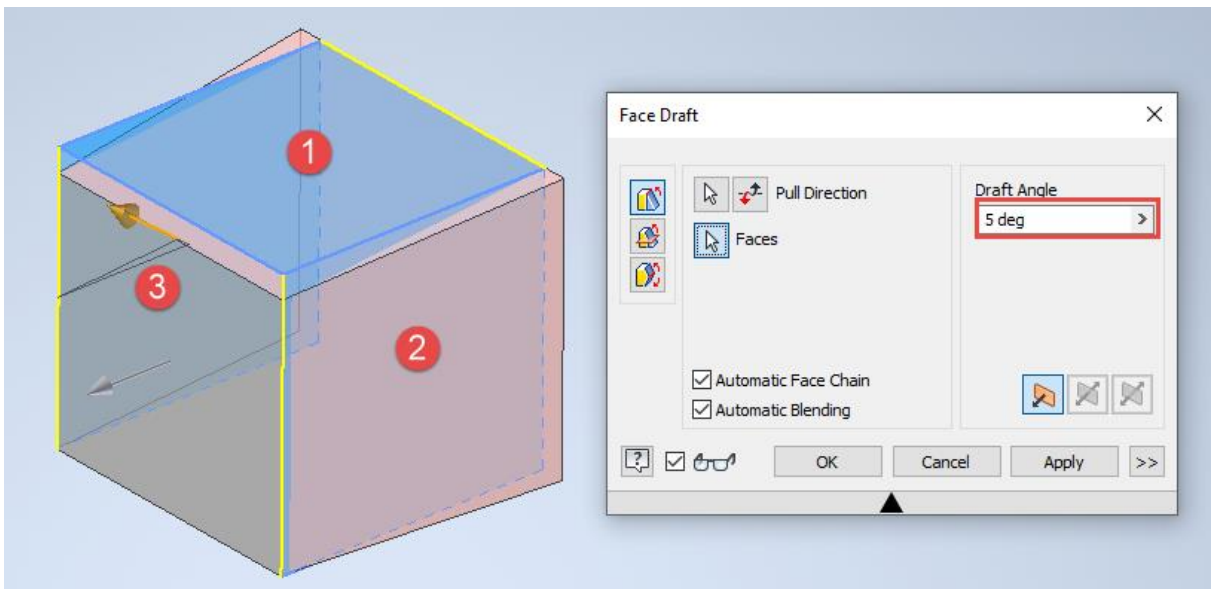 1
2
3
Face Draft
Pull Direction
Faces
Draft Angle
5 deg
Automatic Face Chain
Automatic Blending
OK
Cancel
Apply
>>